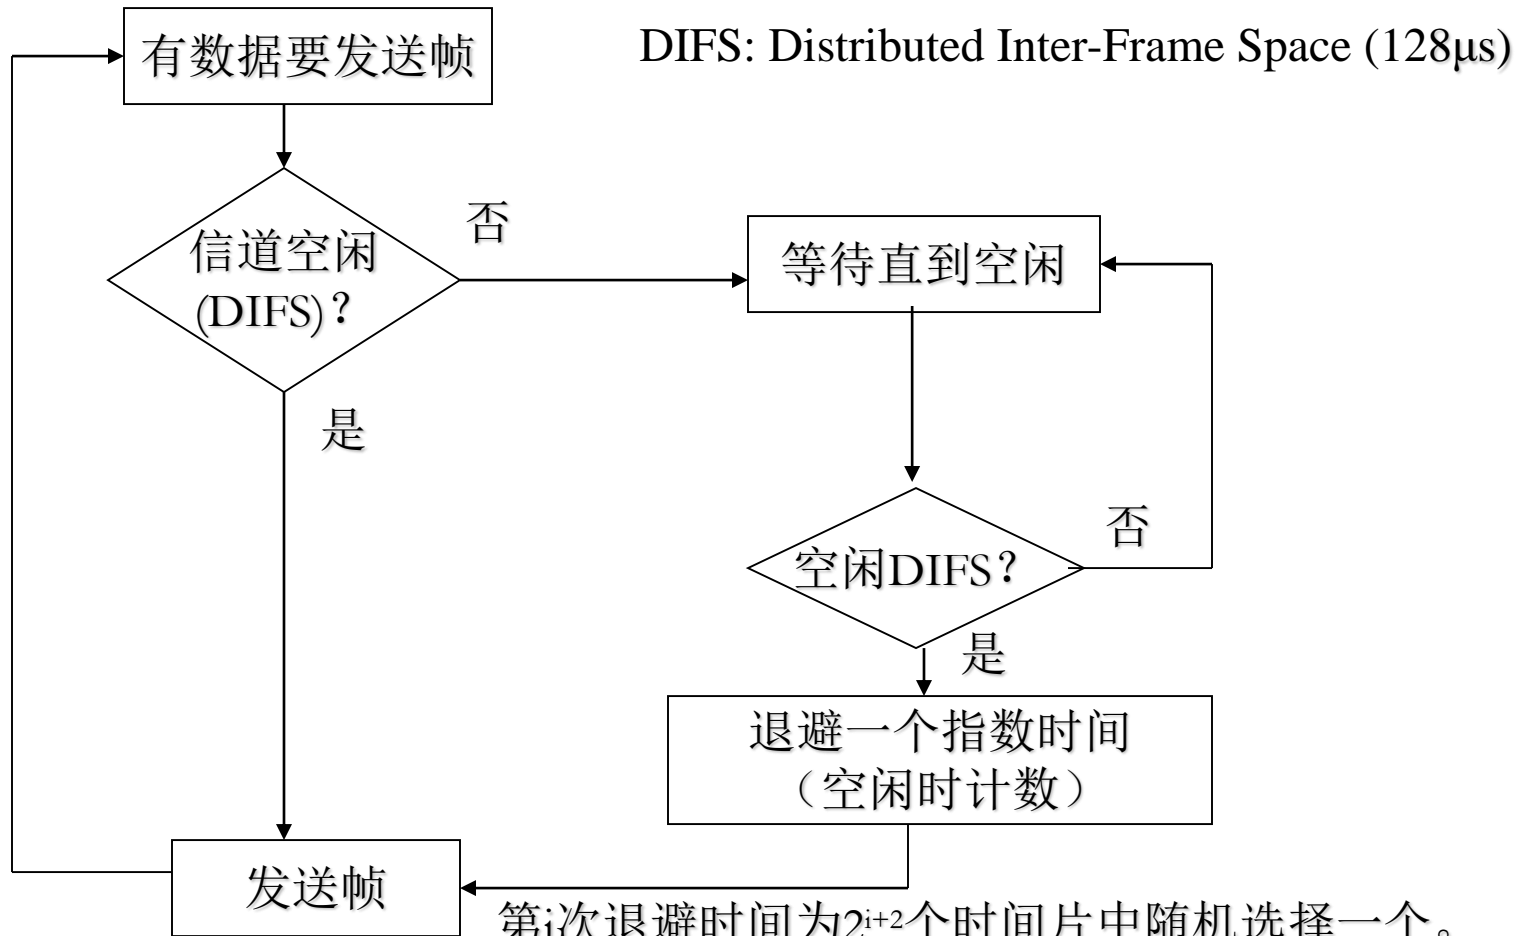 有数据要发送帧
DIFS: Distributed Inter-Frame Space (128μs)
信道空闲
(DIFS)?
否
等待直到空闲
是
空闲DIFS?
否
是
退避一个指数时间
(空闲时计数)
发送帧
第i次退避时间为2^{i+2}个时间片中随机选择一个。